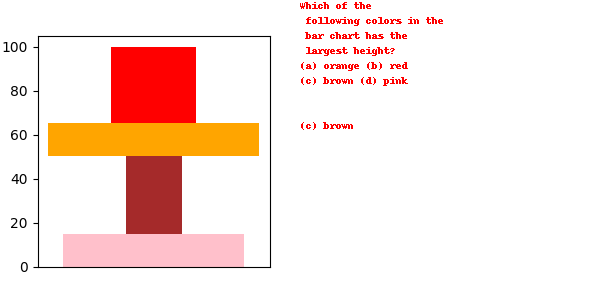 100
80
60
40
20
0
Which of the
following colors in the
bar chart has the
largest height?
(a) orange (b) red
(c) brown (d) pink
(c) brown